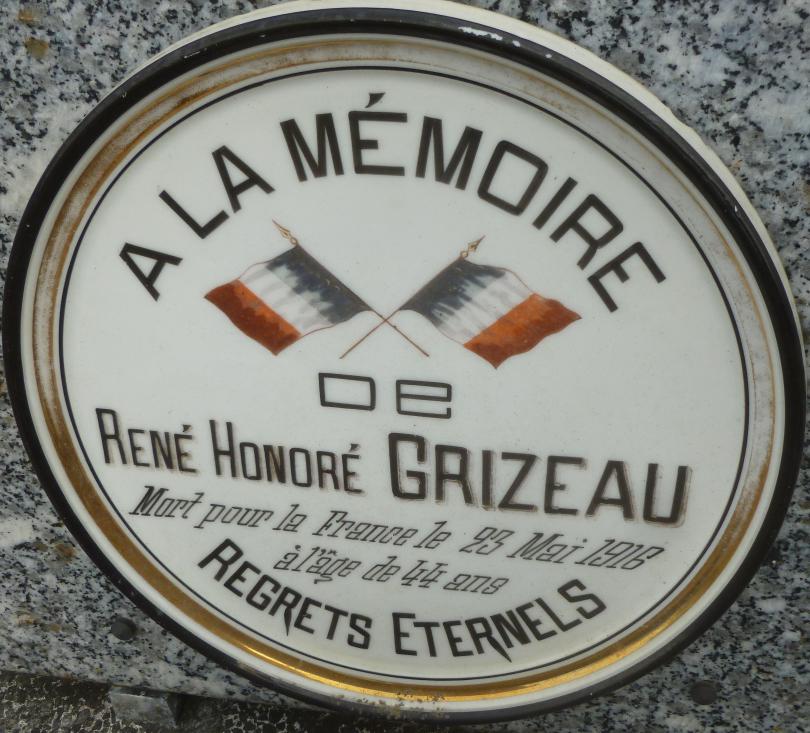 A LA MÉMOIRE
DE
RENÉ HONORÉ GRIZEAU
Mort pour la France le 23 Mai 1916
à l'âge de 44 ans
REGRETS ETERNELS